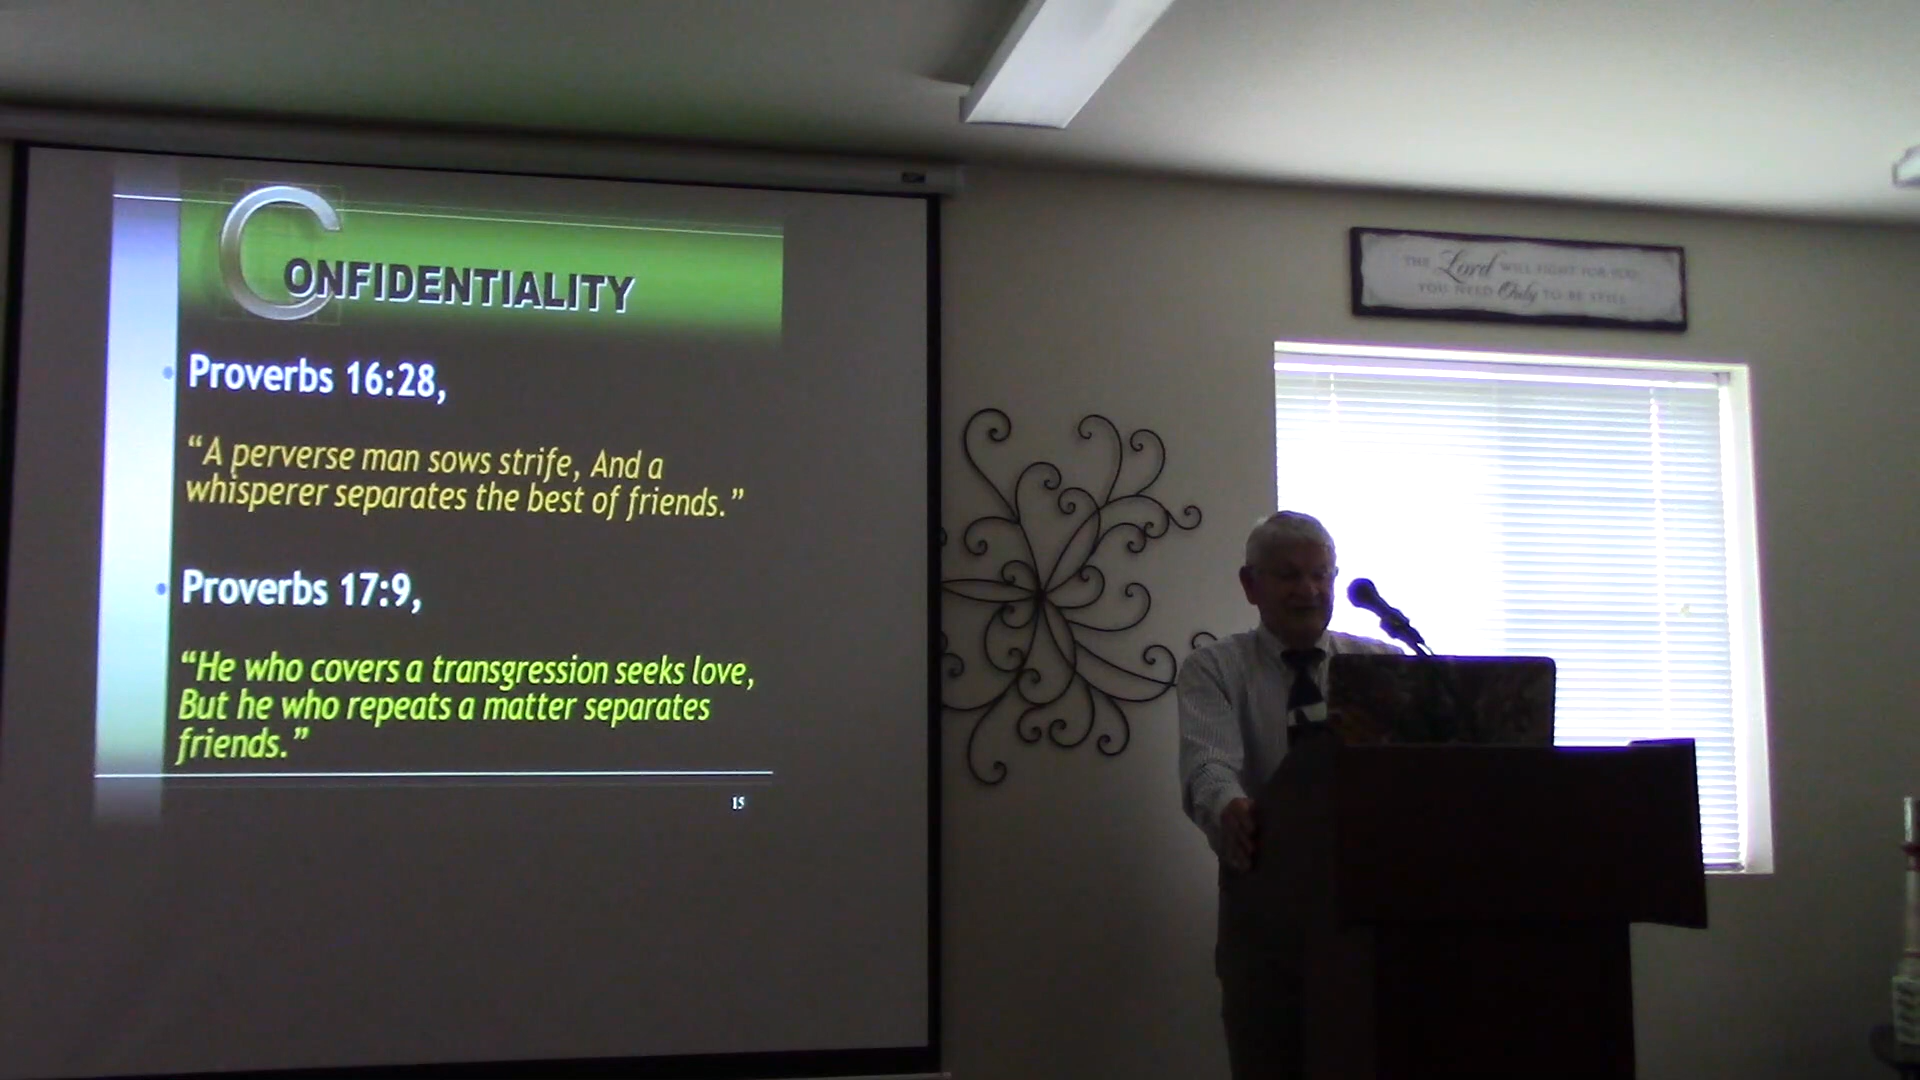 CONFIDENTIALITY
Proverbs 16:28,
“A perverse man sows strife, And a
whisperer separates the best of friends.”
Proverbs 17:9,
“He who covers a transgression seeks love,
But he who repeats a matter separates
friends.”
15
THE Lord WILL FIGHT FOR YOU
YOU NEED Only TO BE STILL